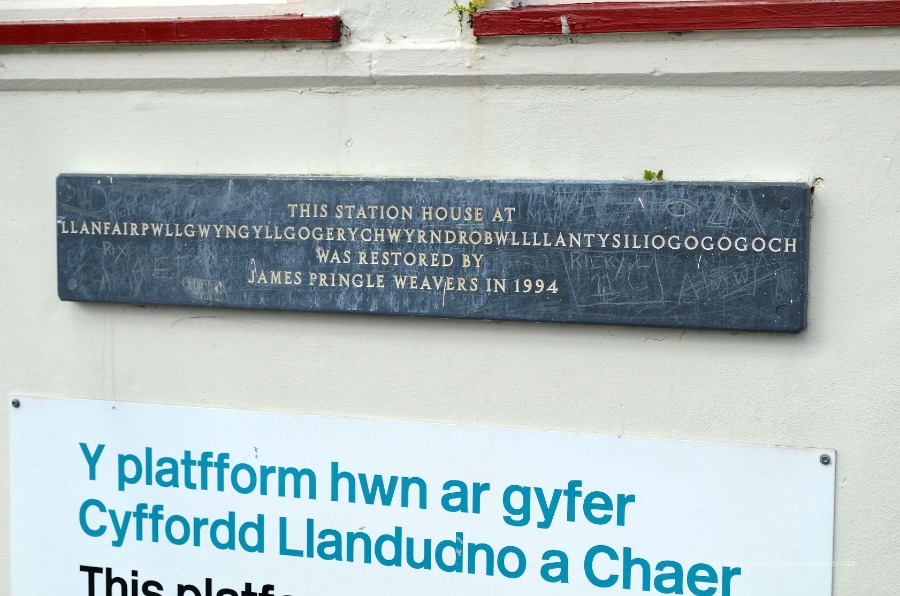 THIS STATION HOUSE AT
LLANFAIRPWLLGWYNGYLLGOGERYCHWYRNDROBWLLLLANTYSILIOGOGOGOCH
WAS RESTORED BY
JAMES PRINGLE WEAVERS IN 1994
Y platfform hwn ar gyfer
Cyffordd Llandudno a Chaer
This